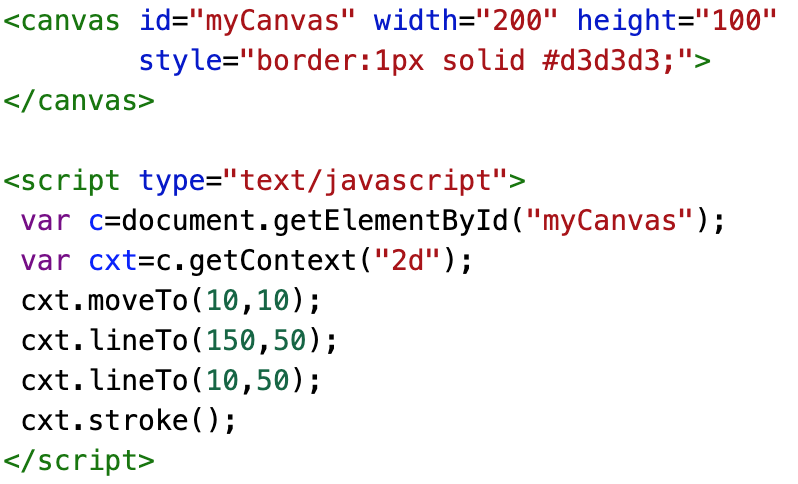 <canvas id="myCanvas" width="200" height="100"
        style="border:1px solid #d3d3d3;">
</canvas>

<script type="text/javascript">
 var c=document.getElementById("myCanvas");
 var cxt=c.getContext("2d");
 cxt.moveTo(10,10);
 cxt.lineTo(150,50);
 cxt.lineTo(10,50);
 cxt.stroke();
</script>